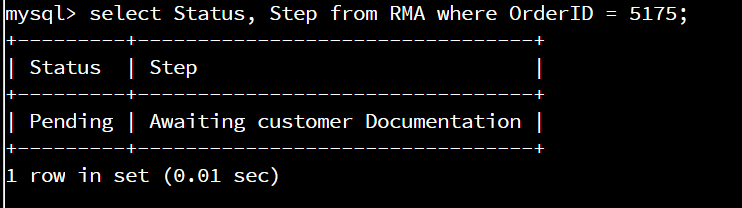 mysql> select Status, Step from RMA where OrderID = 5175;
+---------+---------------------------------+
| Status  | Step                            |
+---------+---------------------------------+
| Pending | Awaiting customer Documentation |
+---------+---------------------------------+
1 row in set (0.01 sec)